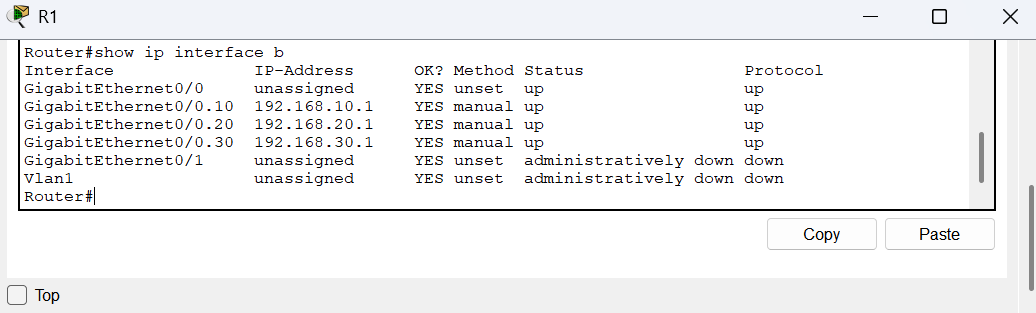 R1
Router#show ip interface b
Interface IP-Address OK? Method Status Protocol
GigabitEthernet0/0 unassigned YES unset up up
GigabitEthernet0/0.10 192.168.10.1 YES manual up up
GigabitEthernet0/0.20 192.168.20.1 YES manual up up
GigabitEthernet0/0.30 192.168.30.1 YES manual up up
GigabitEthernet0/1 unassigned YES unset administratively down down
Vlan1 unassigned YES unset administratively down down
Router#
Copy Paste
Top